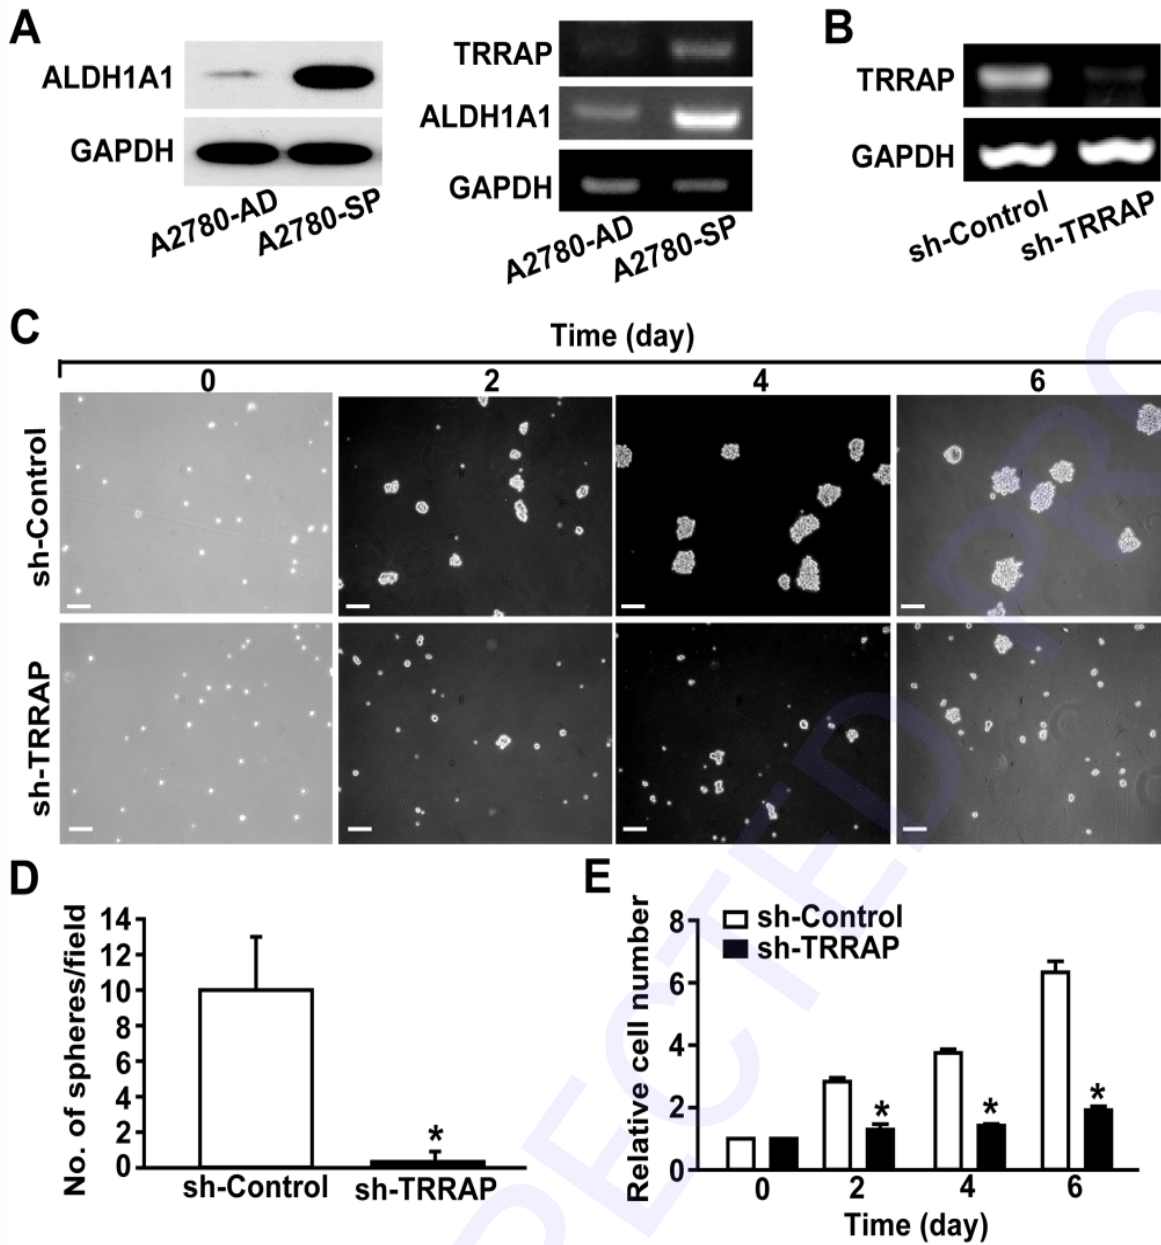 A
B
ALDH1A1
GAPDH
A2780-AD
A2780-SP
TRRAP
ALDH1A1
GAPDH
A2780-AD
A2780-SP
TRRAP
GAPDH
sh-Control
sh-TRRAP
C
Time (day)
0 2 4 6
sh-Control
sh-TRRAP
D
No. of spheres/field
14
12
10
8
6
4
2
0
*
sh-Control sh-TRRAP
E
Relative cell number
8
6
4
2
0
sh-Control
sh-TRRAP
* * *
0 2 4 6
Time (day)
PECTED PRO